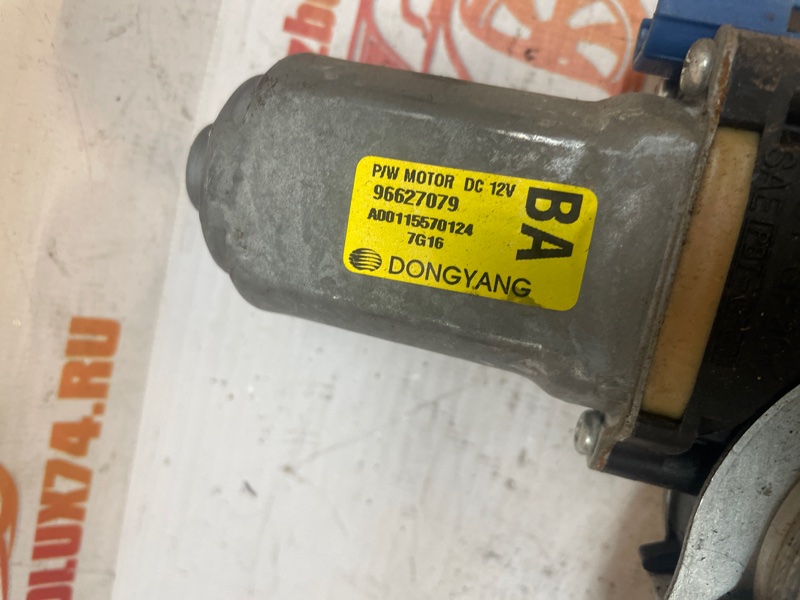 P/W MOTOR DC 12V
96627079
A00115570124
7G16
BA
DONGYANG
OLUX74.RU